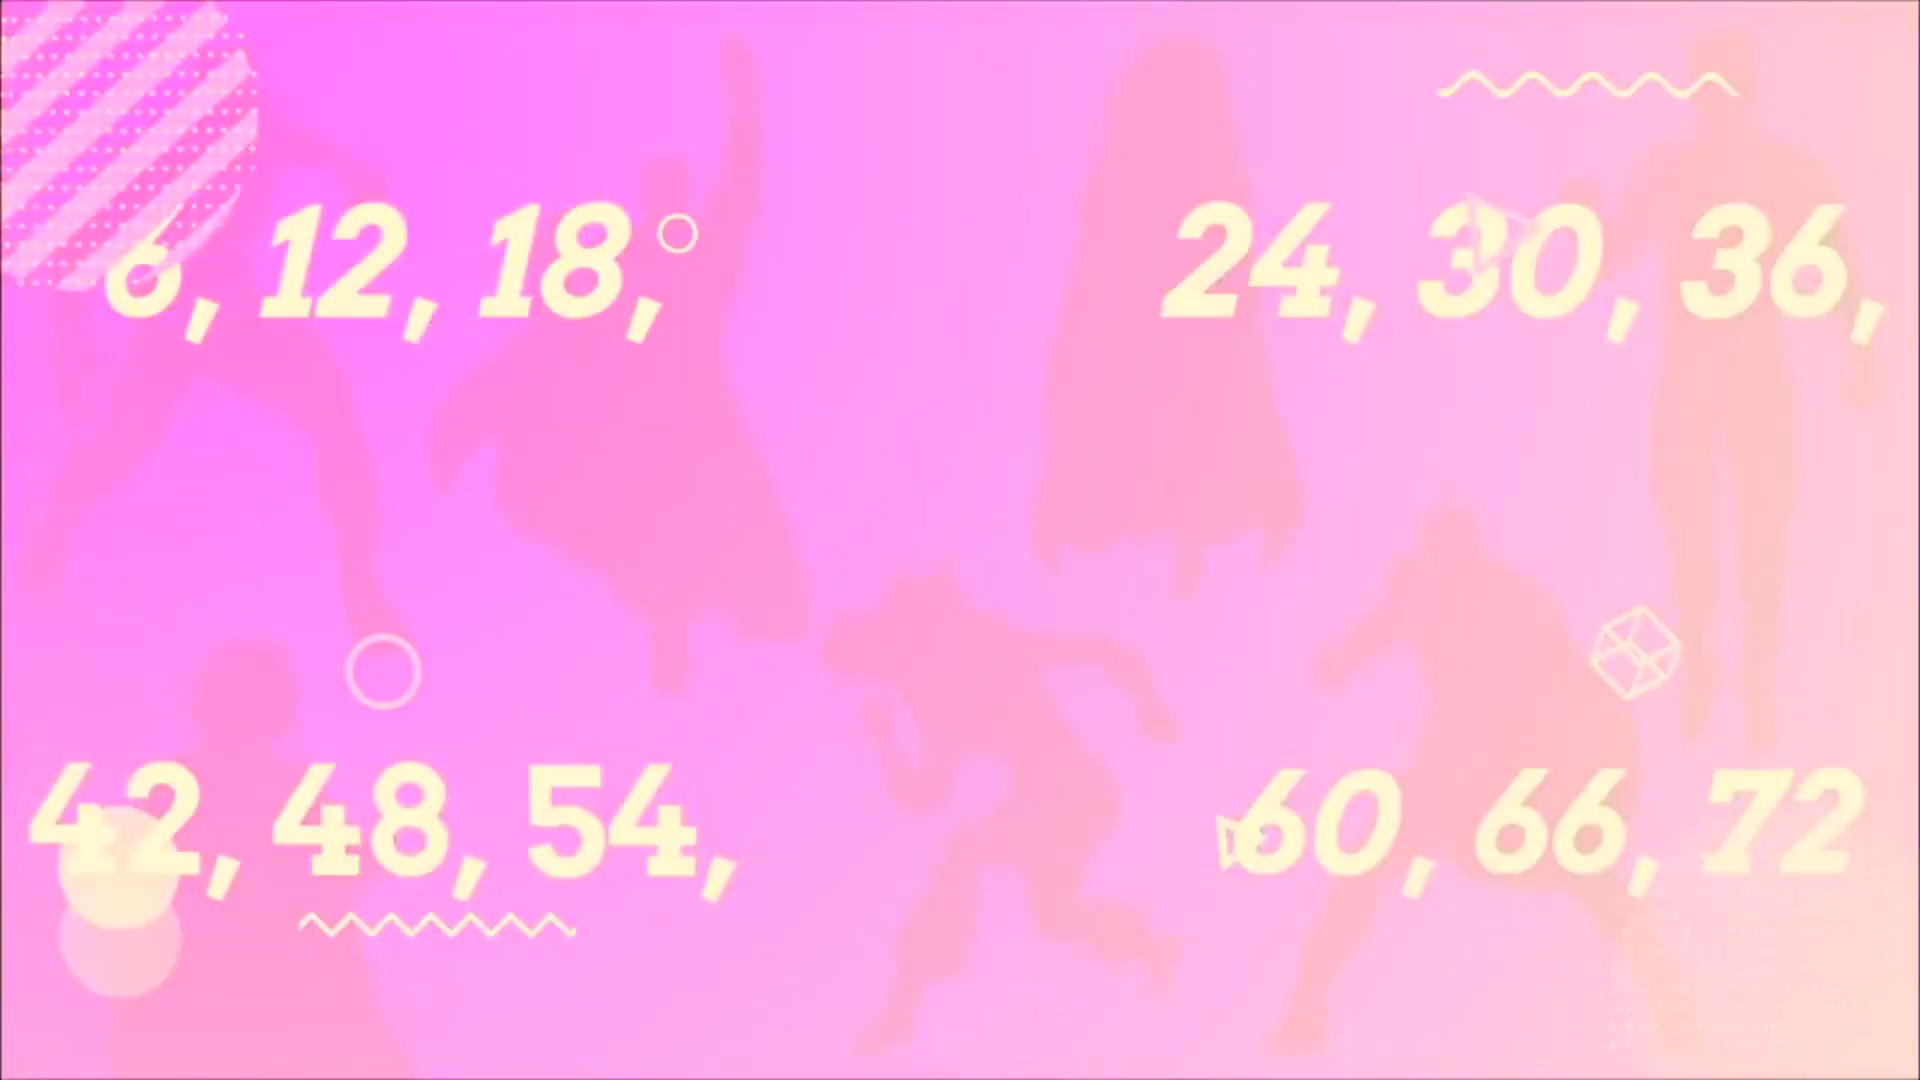 6, 12, 18,
24, 30, 36,
42, 48, 54,
60, 66, 72